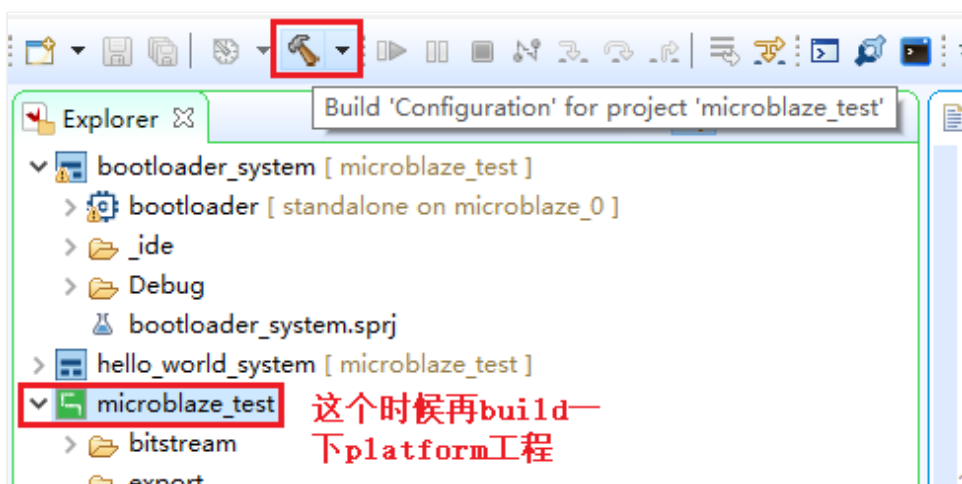 Build 'Configuration' for project 'microblaze_test'
Explorer
bootloader_system [ microblaze_test ]
bootloader [ standalone on microblaze_0 ]
_ide
Debug
bootloader_system.sprj
hello_world_system [ microblaze_test ]
microblaze_test
这个时候再build一
下platform工程
bitstream
export